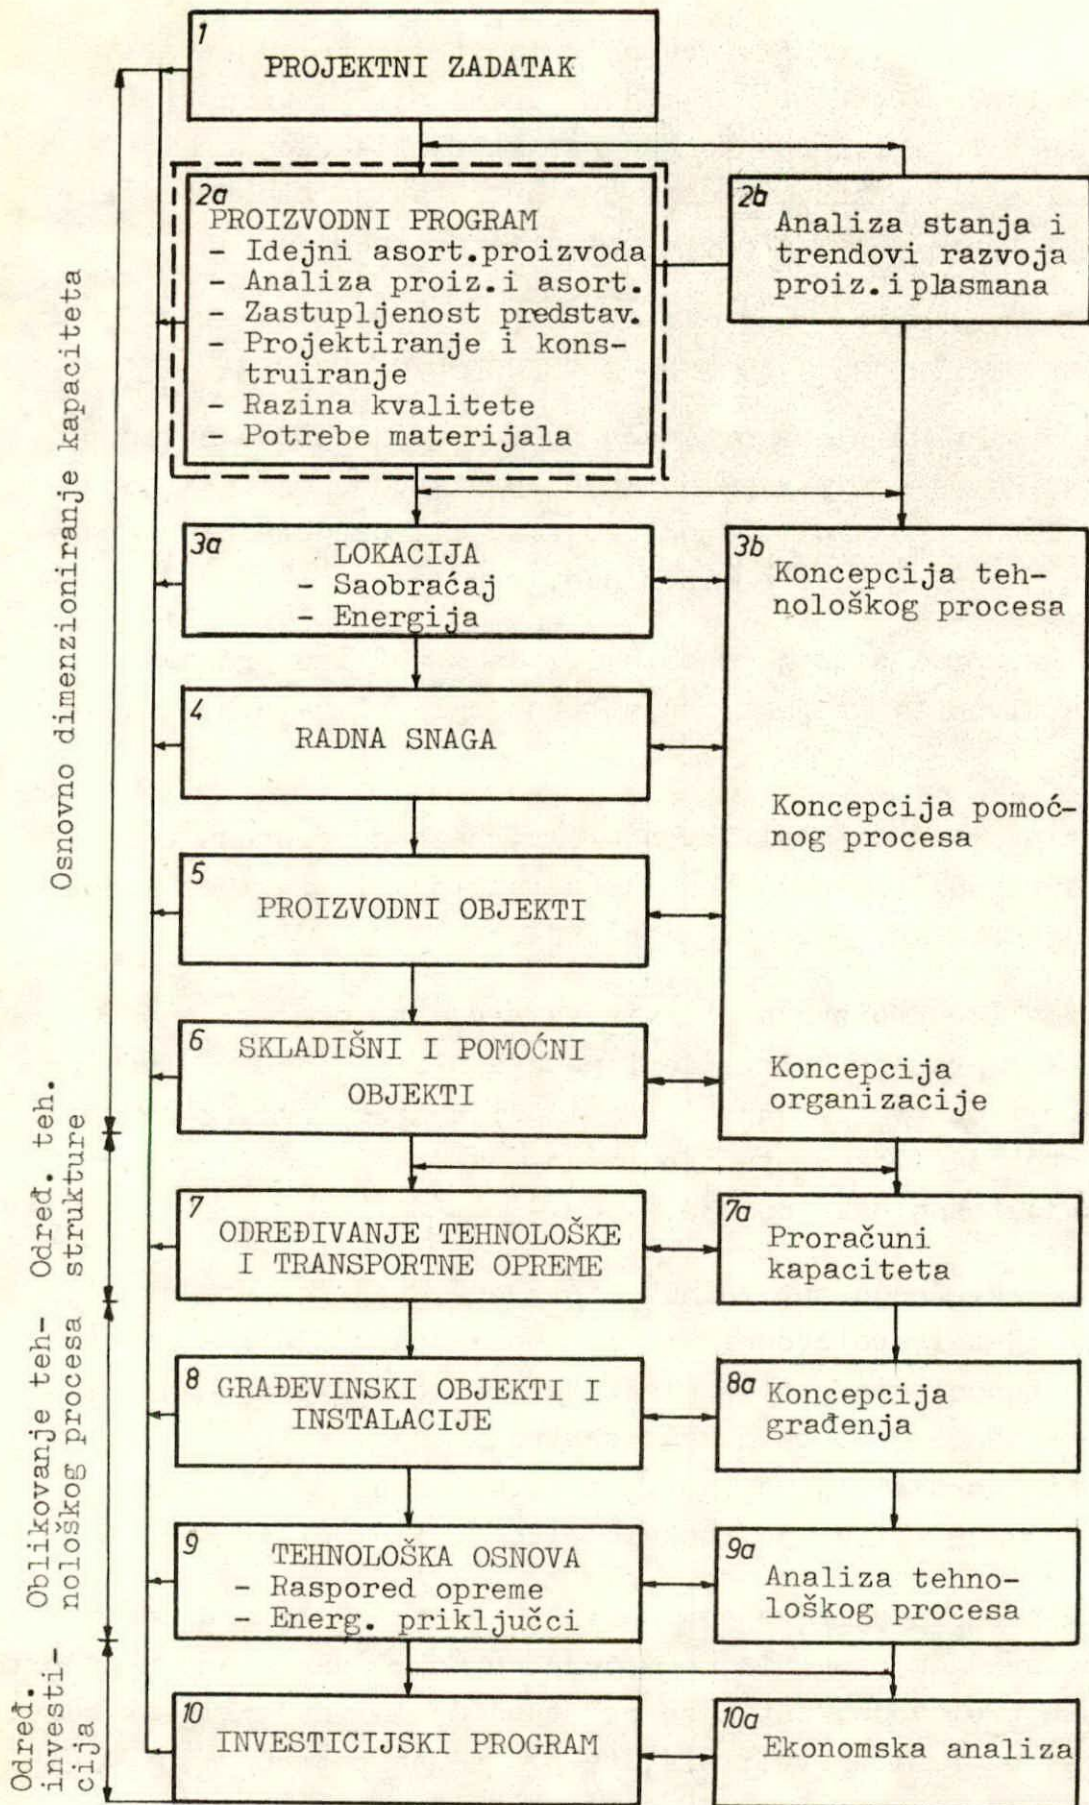 1
PROJEKTNI ZADATAK
2a
PROIZVODNI PROGRAM
- Idejni asort.proizvoda
- Analiza proiz.i asort.
- Zastupljenost predstav.
- Projektiranje i kons-
truiranje
- Razina kvalitete
- Potrebe materijala
2b
Analiza stanja i
trendovi razvoja
proiz.i plasmana
3a
LOKACIJA
- Saobraćaj
- Energija
3b
Koncepcija teh-
nološkog procesa
Koncepcija pomoć-
nog procesa
Koncepcija
organizacije
4
RADNA SNAGA
5
PROIZVODNI OBJEKTI
6
SKLADIŠNI I POMOĆNI
OBJEKTI
7
ODREĐIVANJE TEHNOLOŠKE
I TRANSPORTNE OPREME
7a
Proračuni
kapaciteta
8
GRAĐEVINSKI OBJEKTI I
INSTALACIJE
8a
Koncepcija
građenja
9
TEHNOLOŠKA OSNOVA
- Raspored opreme
- Energ. priključci
9a
Analiza tehno-
loškog procesa
10
INVESTICIJSKI PROGRAM
10a
Ekonomska analiza
Osnovno dimenzioniranje kapaciteta
Odred̄. teh.
strukture
Oblikovanje teh-
nološkog procesa
Odred̄.
investi-
cija